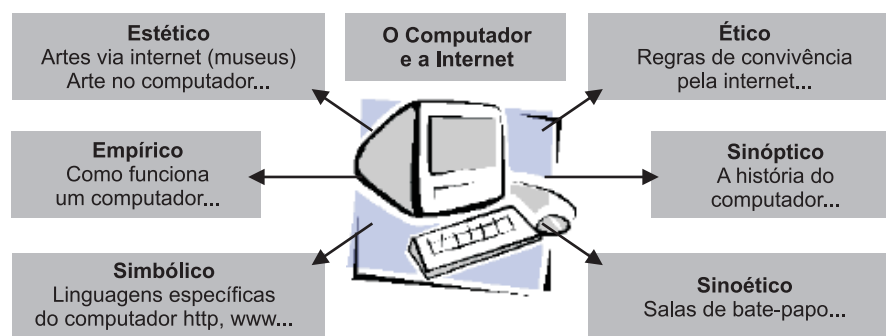 Estético
Artes via internet (museus)
Arte no computador...
O Computador
e a Internet
Ético
Regras de convivência
pela internet...
Empírico
Como funciona
um computador...
Sinóptico
A história do
computador...
Simbólico
Linguagens específicas
do computador http, www...
Sinoético
Salas de bate-papo...